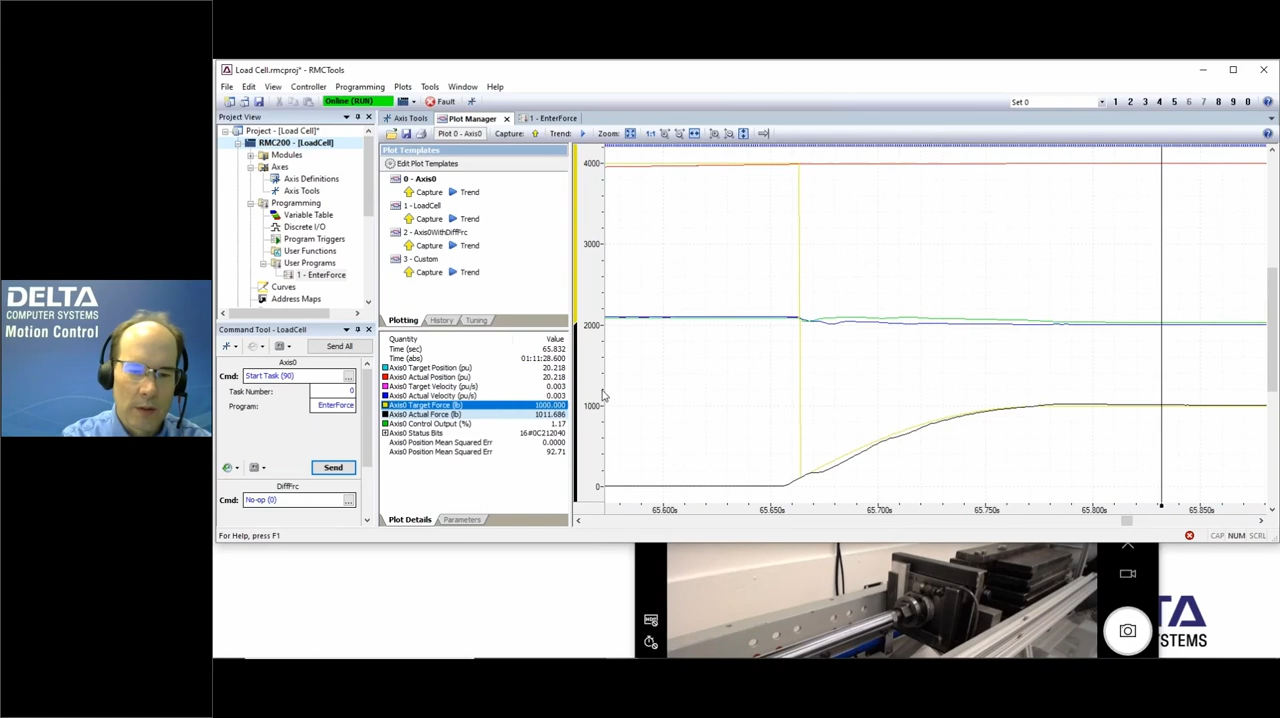 Load Cell.rmcproj* - RMCTools
File Edit View Controller Programming Plots Tools Window Help
Online (RUN) Fault Set 0 1 2 3 4 5 6 7 8 9 0
Project View
Project - [Load Cell]*
RMC200 - [LoadCell]
Modules
Axes
Axis Definitions
Axis Tools
Programming
Variable Table
Discrete I/O
Program Triggers
User Functions
User Programs
1 - EnterForce
Curves
Address Maps
Command Tool - LoadCell
Send All
Axis0
Cmd: Start Task (90) ...
Task Number: 0
Program: EnterForce
Send
DiffFrc
Cmd: No-op (0) ...
For Help, press F1
Axis Tools Plot Manager 1 - EnterForce
Plot 0 - Axis0 Capture: Trend: Zoom: 1:1
Plot Templates
Edit Plot Templates
0 - Axis0
Capture Trend
1 - LoadCell
Capture Trend
2 - Axis0WithDiffFrc
Capture Trend
3 - Custom
Capture Trend
Plotting History Tuning
Quantity Value
Time (sec) 65.832
Time (abs) 01:11:28.600
Axis0 Target Position (pu) 20.218
Axis0 Actual Position (pu) 20.218
Axis0 Target Velocity (pu/s) 0.003
Axis0 Actual Velocity (pu/s) 0.003
Axis0 Target Force (lb) 1000.000
Axis0 Actual Force (lb) 1011.686
Axis0 Control Output (%) 1.17
Axis0 Status Bits 16#0C212040
Axis0 Position Mean Squared Err 0.0000
Axis0 Position Mean Squared Err 92.71
Plot Details Parameters
4000
3000
2000
1000
0
65.600s 65.650s 65.700s 65.750s 65.800s 65.850s
CAP NUM SCRL
DELTA
COMPUTER SYSTEMS
Motion Control
TA
SYSTEMS